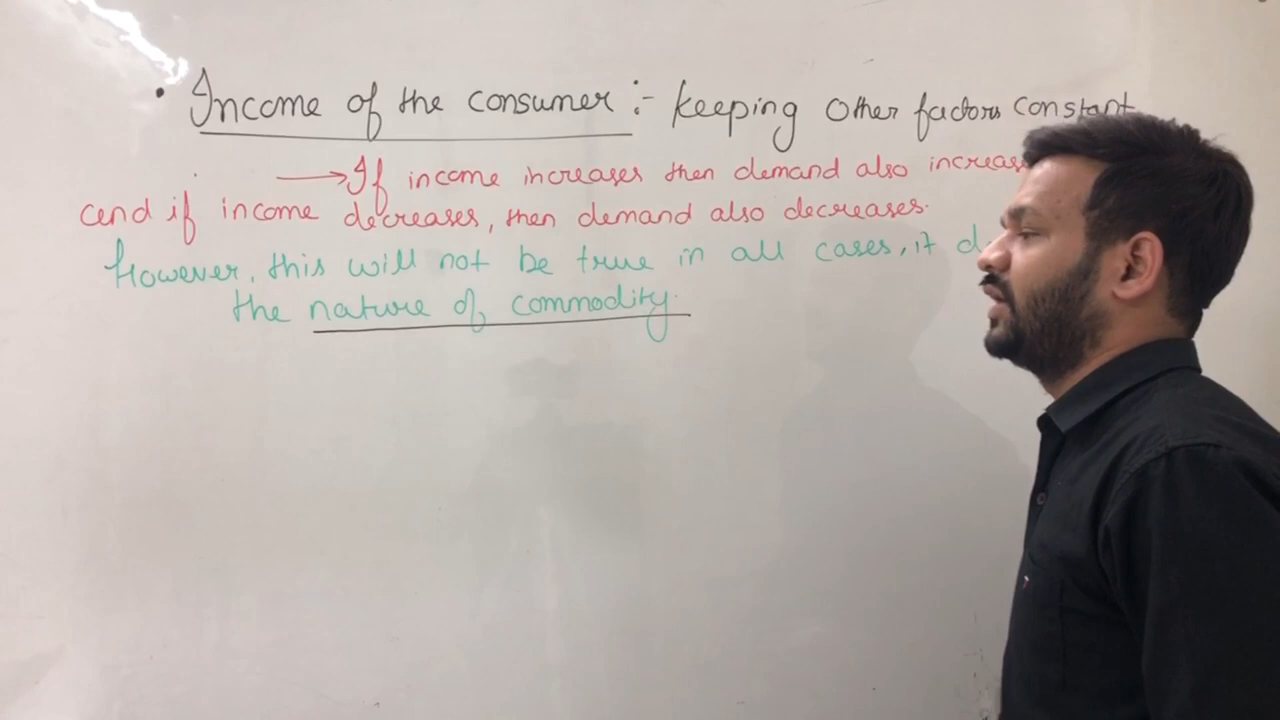 • Income of the consumer :- keeping other factors constant
→ If income increases then demand also increas
and if income decreases, then demand also decreases.
However, this will not be true in all cases, it d
the nature of commodity.